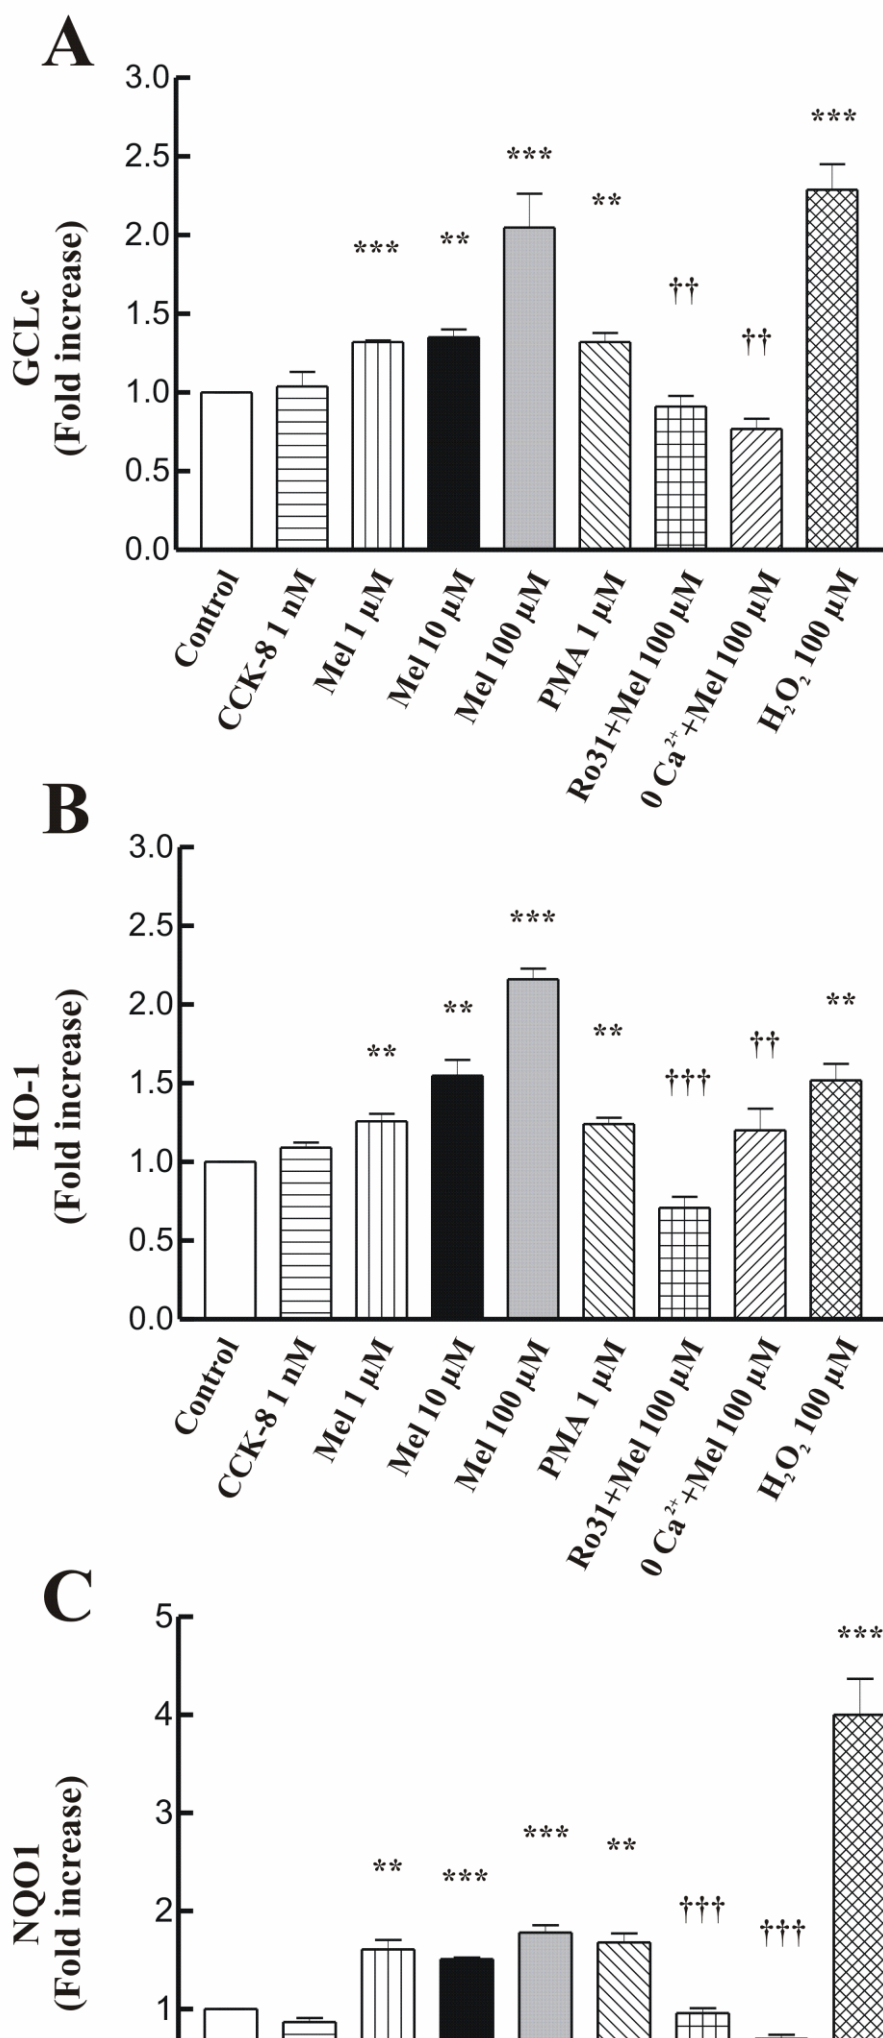 A
3.0
2.5
2.0
1.5
1.0
0.5
0.0
GCLc
(Fold increase)
***
**
***
**
††
††
***
Control
CCK-8 1 nM
Mel 1 µM
Mel 10 µM
Mel 100 µM
PMA 1 µM
Ro31+Mel 100 µM
0 Ca²⁺+Mel 100 µM
H₂O₂ 100 µM
B
3.0
2.5
2.0
1.5
1.0
0.5
0.0
HO-1
(Fold increase)
**
**
***
**
†††
††
**
Control
CCK-8 1 nM
Mel 1 µM
Mel 10 µM
Mel 100 µM
PMA 1 µM
Ro31+Mel 100 µM
0 Ca²⁺+Mel 100 µM
H₂O₂ 100 µM
C
5
4
3
2
1
NQO1
(Fold increase)
**
***
***
**
†††
†††
***